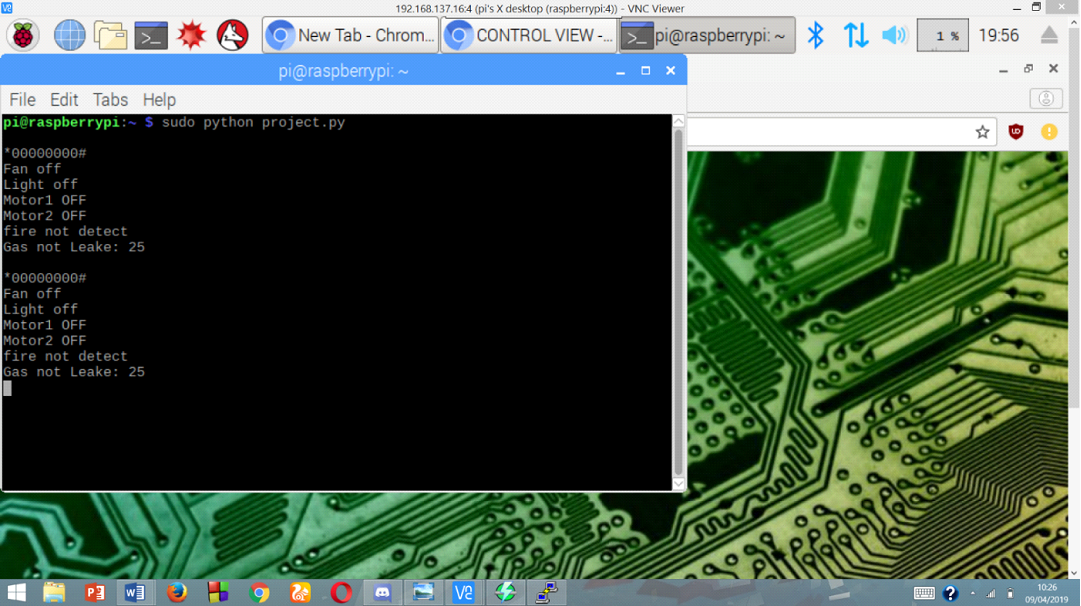 192.168.137.16:4 (pi's X desktop (raspberrypi:4)) - VNC Viewer
New Tab - Chrom...
CONTROL VIEW -...
pi@raspberrypi: ~
1 %
19:56
pi@raspberrypi: ~
File Edit Tabs Help
pi@raspberrypi:~ $ sudo python project.py
*00000000#
Fan off
Light off
Motor1 OFF
Motor2 OFF
fire not detect
Gas not Leake: 25
*00000000#
Fan off
Light off
Motor1 OFF
Motor2 OFF
fire not detect
Gas not Leake: 25
10:26
09/04/2019